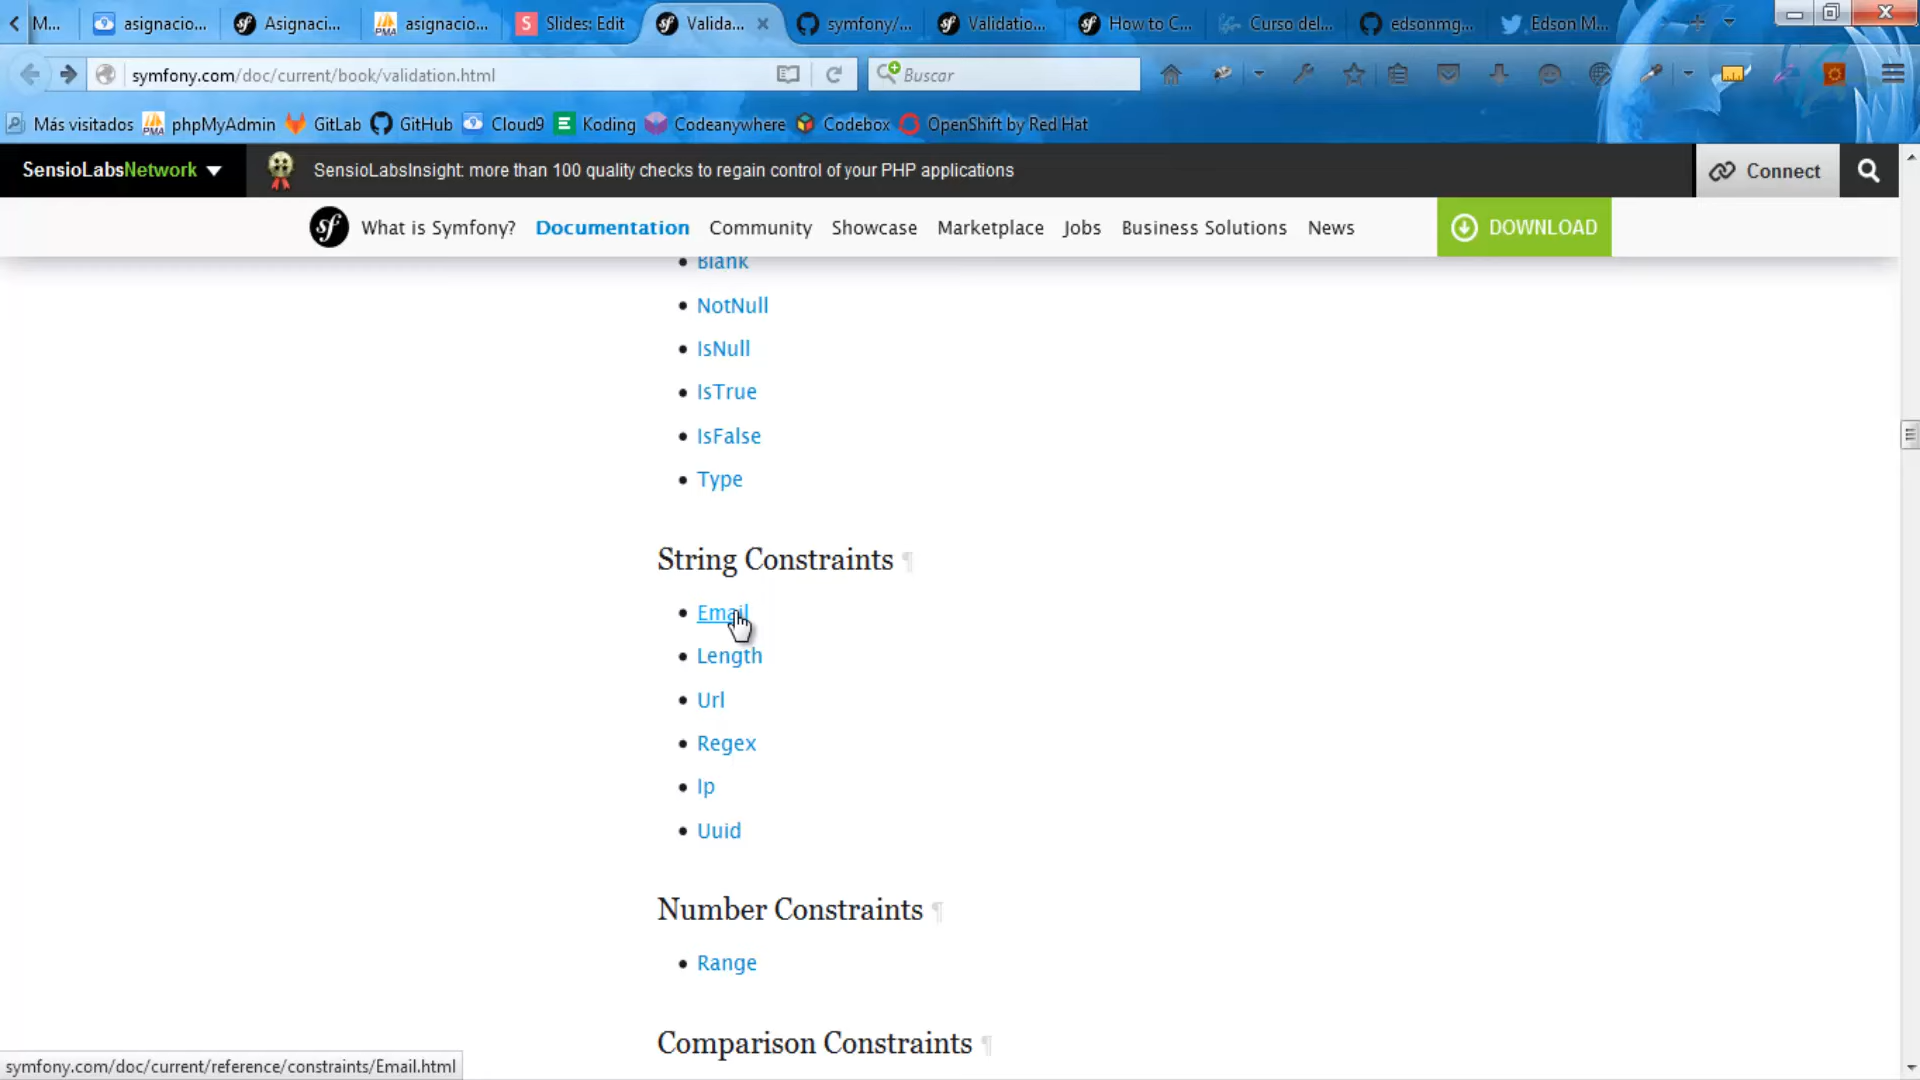 M... asignacio... Asignaci... asignacio... Slides: Edit Valida... symfony/... Validatio... How to C... Curso del... edsonmg... Edson M...
symfony.com/doc/current/book/validation.html Buscar
Más visitados phpMyAdmin GitLab GitHub Cloud9 Koding Codeanywhere Codebox OpenShift by Red Hat
SensioLabsNetwork SensioLabsInsight: more than 100 quality checks to regain control of your PHP applications Connect
sf What is Symfony? Documentation Community Showcase Marketplace Jobs Business Solutions News DOWNLOAD
Blank
NotNull
IsNull
IsTrue
IsFalse
Type
String Constraints ¶
Email
Length
Url
Regex
Ip
Uuid
Number Constraints ¶
Range
Comparison Constraints ¶
symfony.com/doc/current/reference/constraints/Email.html